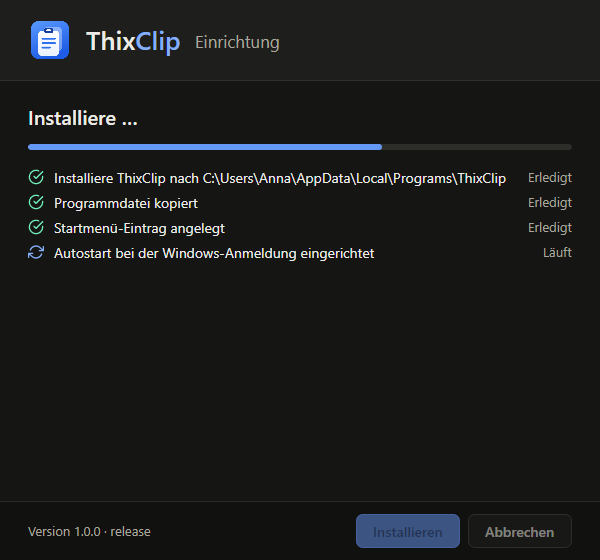 ThixClip Einrichtung
Installiere ...
Installiere ThixClip nach C:\Users\Anna\AppData\Local\Programs\ThixClip Erledigt
Programmdatei kopiert Erledigt
Startmenü-Eintrag angelegt Erledigt
Autostart bei der Windows-Anmeldung eingerichtet Läuft
Version 1.0.0 · release Installieren Abbrechen